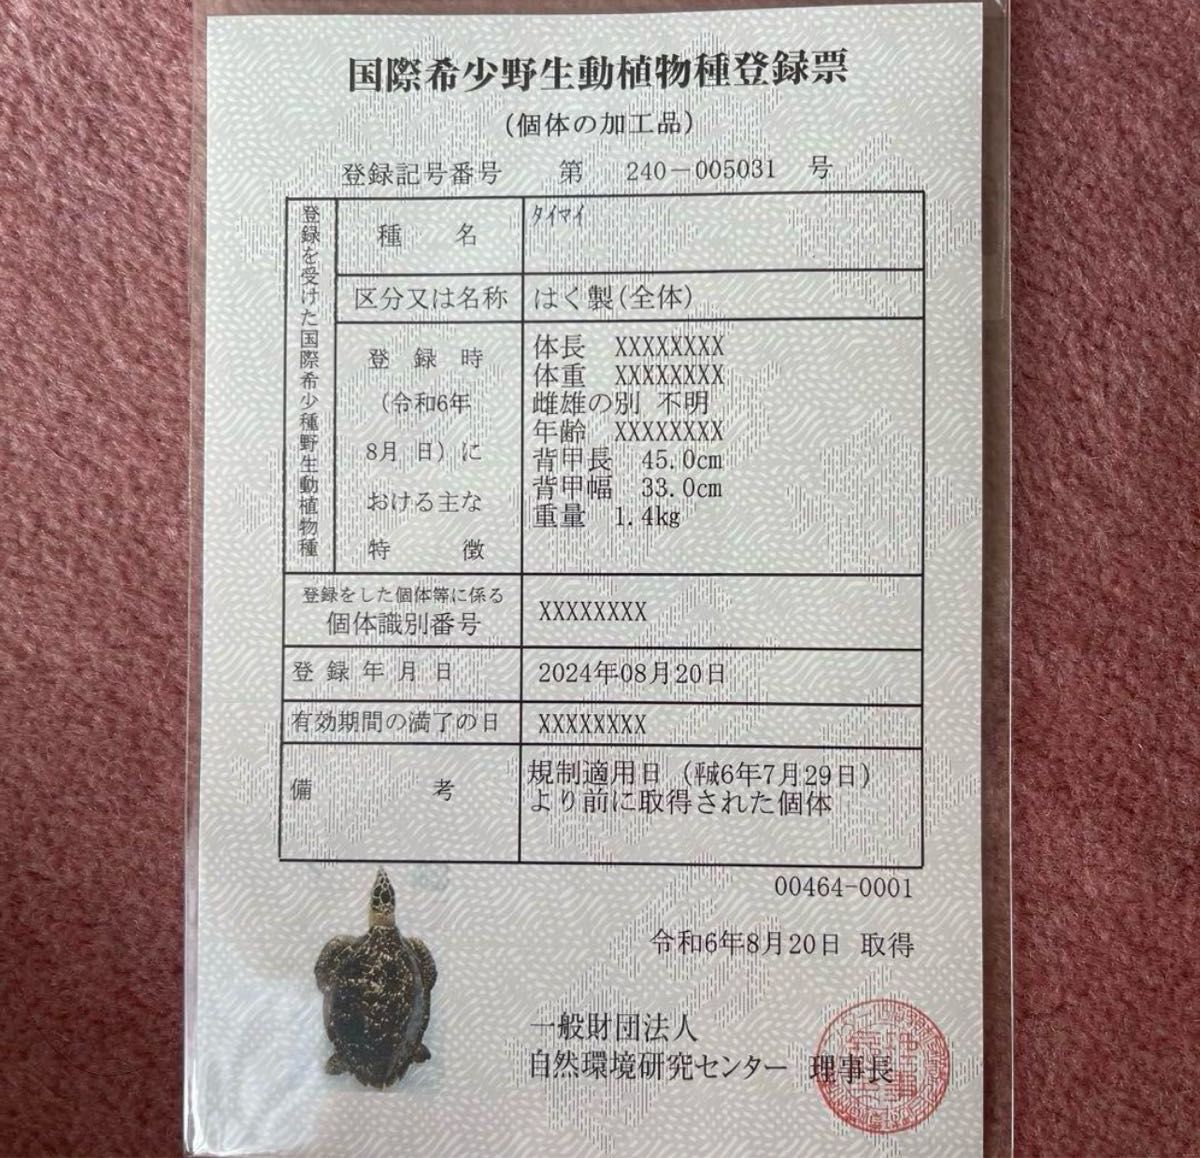 国際希少野生動植物種登録票
(個体の加工品)
登録記号番号 第 240-005031 号
登録を受けた国際希少種野生動植物種
種 名 タイマイ
区分又は名称 はく製(全体)
登 録 時
(令和6年
8月 日)に
おける主な
特 徴
体長 XXXXXXXX
体重 XXXXXXXX
雌雄の別 不明
年齢 XXXXXXXX
背甲長 45.0cm
背甲幅 33.0cm
重量 1.4kg
登録をした個体等に係る
個体識別番号 XXXXXXXX
登録年月日 2024年08月20日
有効期間の満了の日 XXXXXXXX
備 考
規制適用日(平成6年7月29日)
より前に取得された個体
00464-0001
令和6年8月20日 取得
一般財団法人
自然環境研究センター 理事長